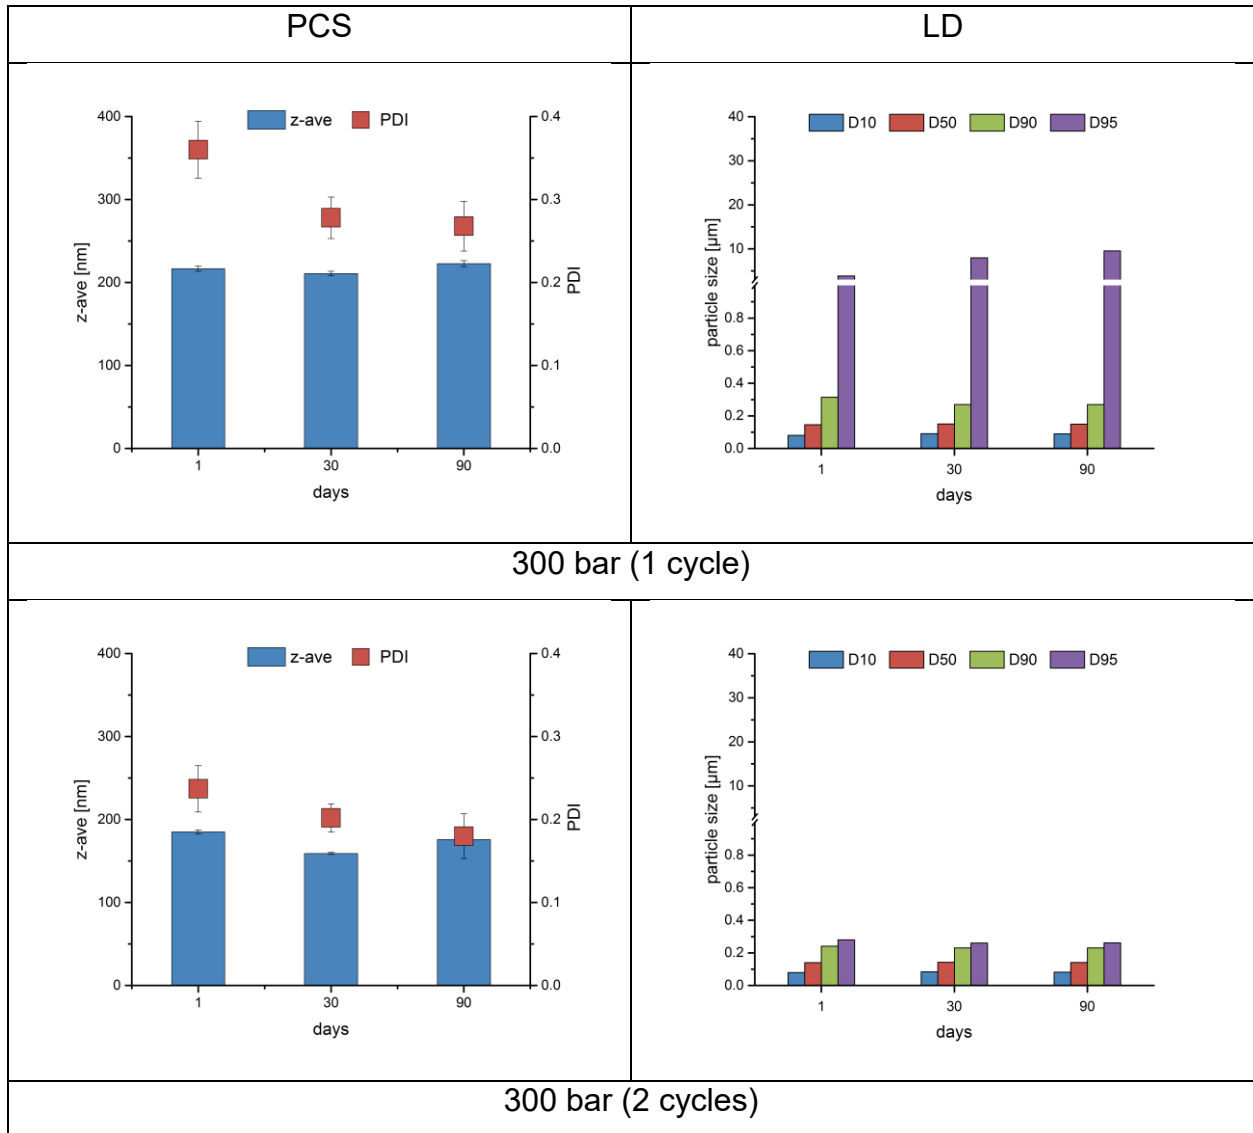 PCS
LD
z-ave PDI
400
300
200
100
0
z-ave [nm]
0.4
0.3
0.2
0.1
0.0
PDI
1 30 90
days
D10 D50 D90 D95
40
30
20
10
0.8
0.6
0.4
0.2
0.0
particle size [µm]
1 30 90
days
300 bar (1 cycle)
z-ave PDI
400
300
200
100
0
z-ave [nm]
0.4
0.3
0.2
0.1
0.0
PDI
1 30 90
days
D10 D50 D90 D95
40
30
20
10
0.8
0.6
0.4
0.2
0.0
particle size [µm]
1 30 90
days
300 bar (2 cycles)